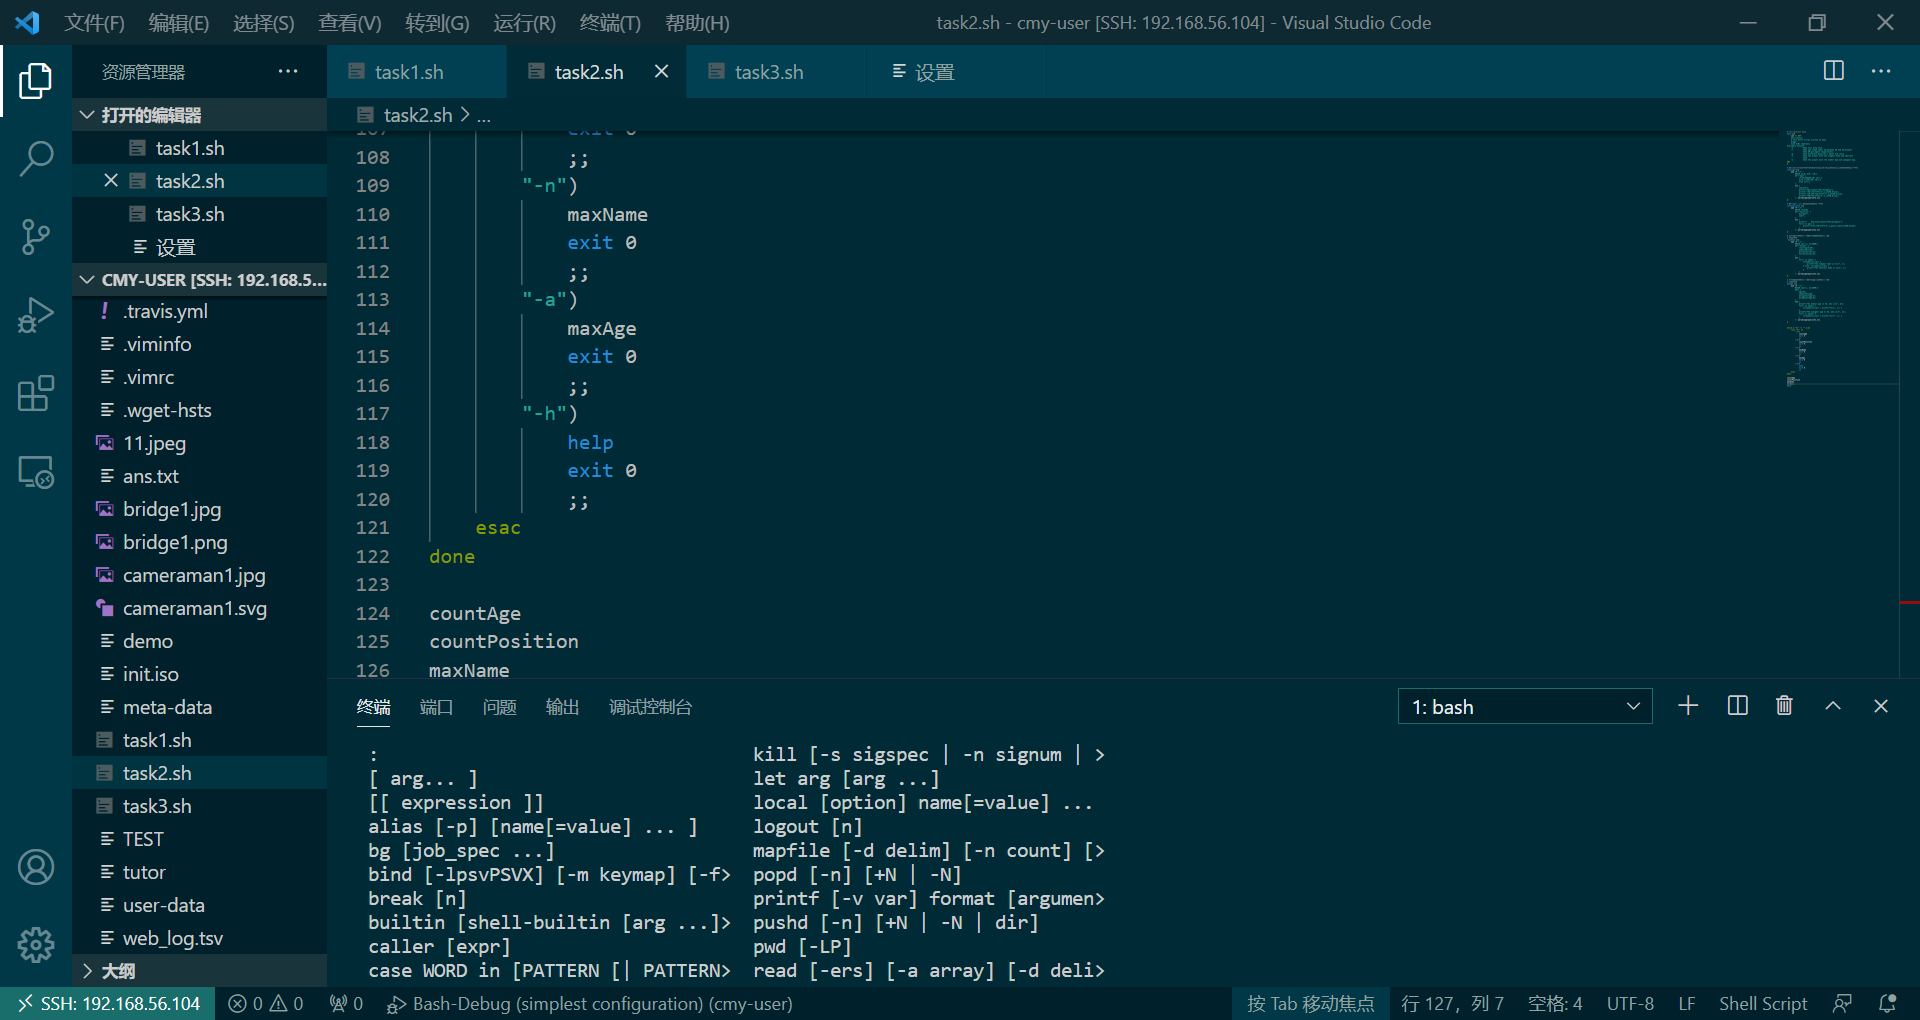 文件(F) 编辑(E) 选择(S) 查看(V) 转到(G) 运行(R) 终端(T) 帮助(H) task2.sh - cmy-user [SSH: 192.168.56.104] - Visual Studio Code
资源管理器 ···
task1.sh task2.sh task3.sh 设置 ···
打开的编辑器
task1.sh
task2.sh
task3.sh
设置
CMY-USER [SSH: 192.168.5...
! .travis.yml
.viminfo
.vimrc
.wget-hsts
11.jpeg
ans.txt
bridge1.jpg
bridge1.png
cameraman1.jpg
cameraman1.svg
demo
init.iso
meta-data
task1.sh
task2.sh
task3.sh
TEST
tutor
user-data
web_log.tsv
大纲
task2.sh > ...
107 exit 0
108 ;;
109 "-n")
110 maxName
111 exit 0
112 ;;
113 "-a")
114 maxAge
115 exit 0
116 ;;
117 "-h")
118 help
119 exit 0
120 ;;
121 esac
122 done
123
124 countAge
125 countPosition
126 maxName
终端 端口 问题 输出 调试控制台 1: bash
: kill [-s sigspec | -n signum | >
[ arg... ] let arg [arg ...]
[[ expression ]] local [option] name[=value] ...
alias [-p] [name[=value] ... ] logout [n]
bg [job_spec ...] mapfile [-d delim] [-n count] [>
bind [-lpsvPSVX] [-m keymap] [-f> popd [-n] [+N | -N]
break [n] printf [-v var] format [argumen>
builtin [shell-builtin [arg ...]> pushd [-n] [+N | -N | dir]
caller [expr] pwd [-LP]
case WORD in [PATTERN [| PATTERN> read [-ers] [-a array] [-d deli>
SSH: 192.168.56.104 0 0 0 Bash-Debug (simplest configuration) (cmy-user) 按 Tab 移动焦点 行 127，列 7 空格: 4 UTF-8 LF Shell Script